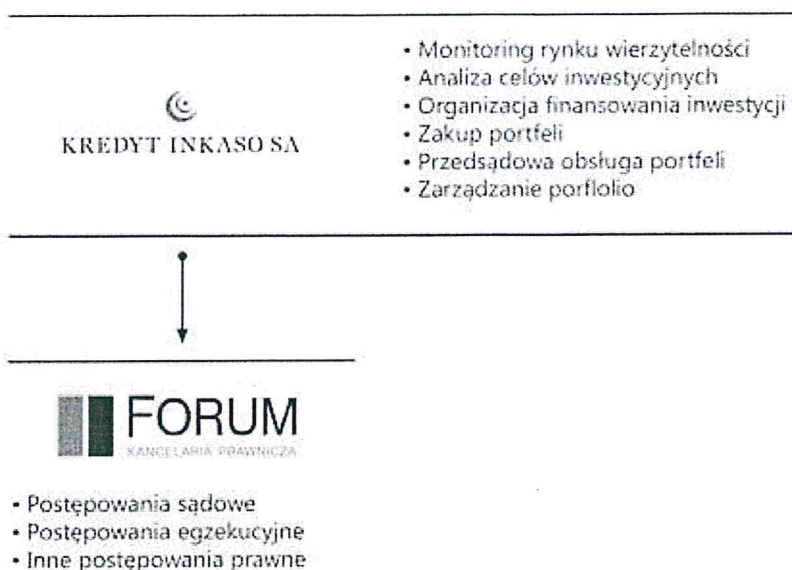 KREDYT INKASO SA
• Monitoring rynku wierzytelności
• Analiza celów inwestycyjnych
• Organizacja finansowania inwestycji
• Zakup portfeli
• Przedsądowa obsługa portfeli
• Zarządzanie porflolio
FORUM
KANCELARIA PRAWNICZA
• Postępowania sądowe
• Postępowania egzekucyjne
• Inne postępowania prawne